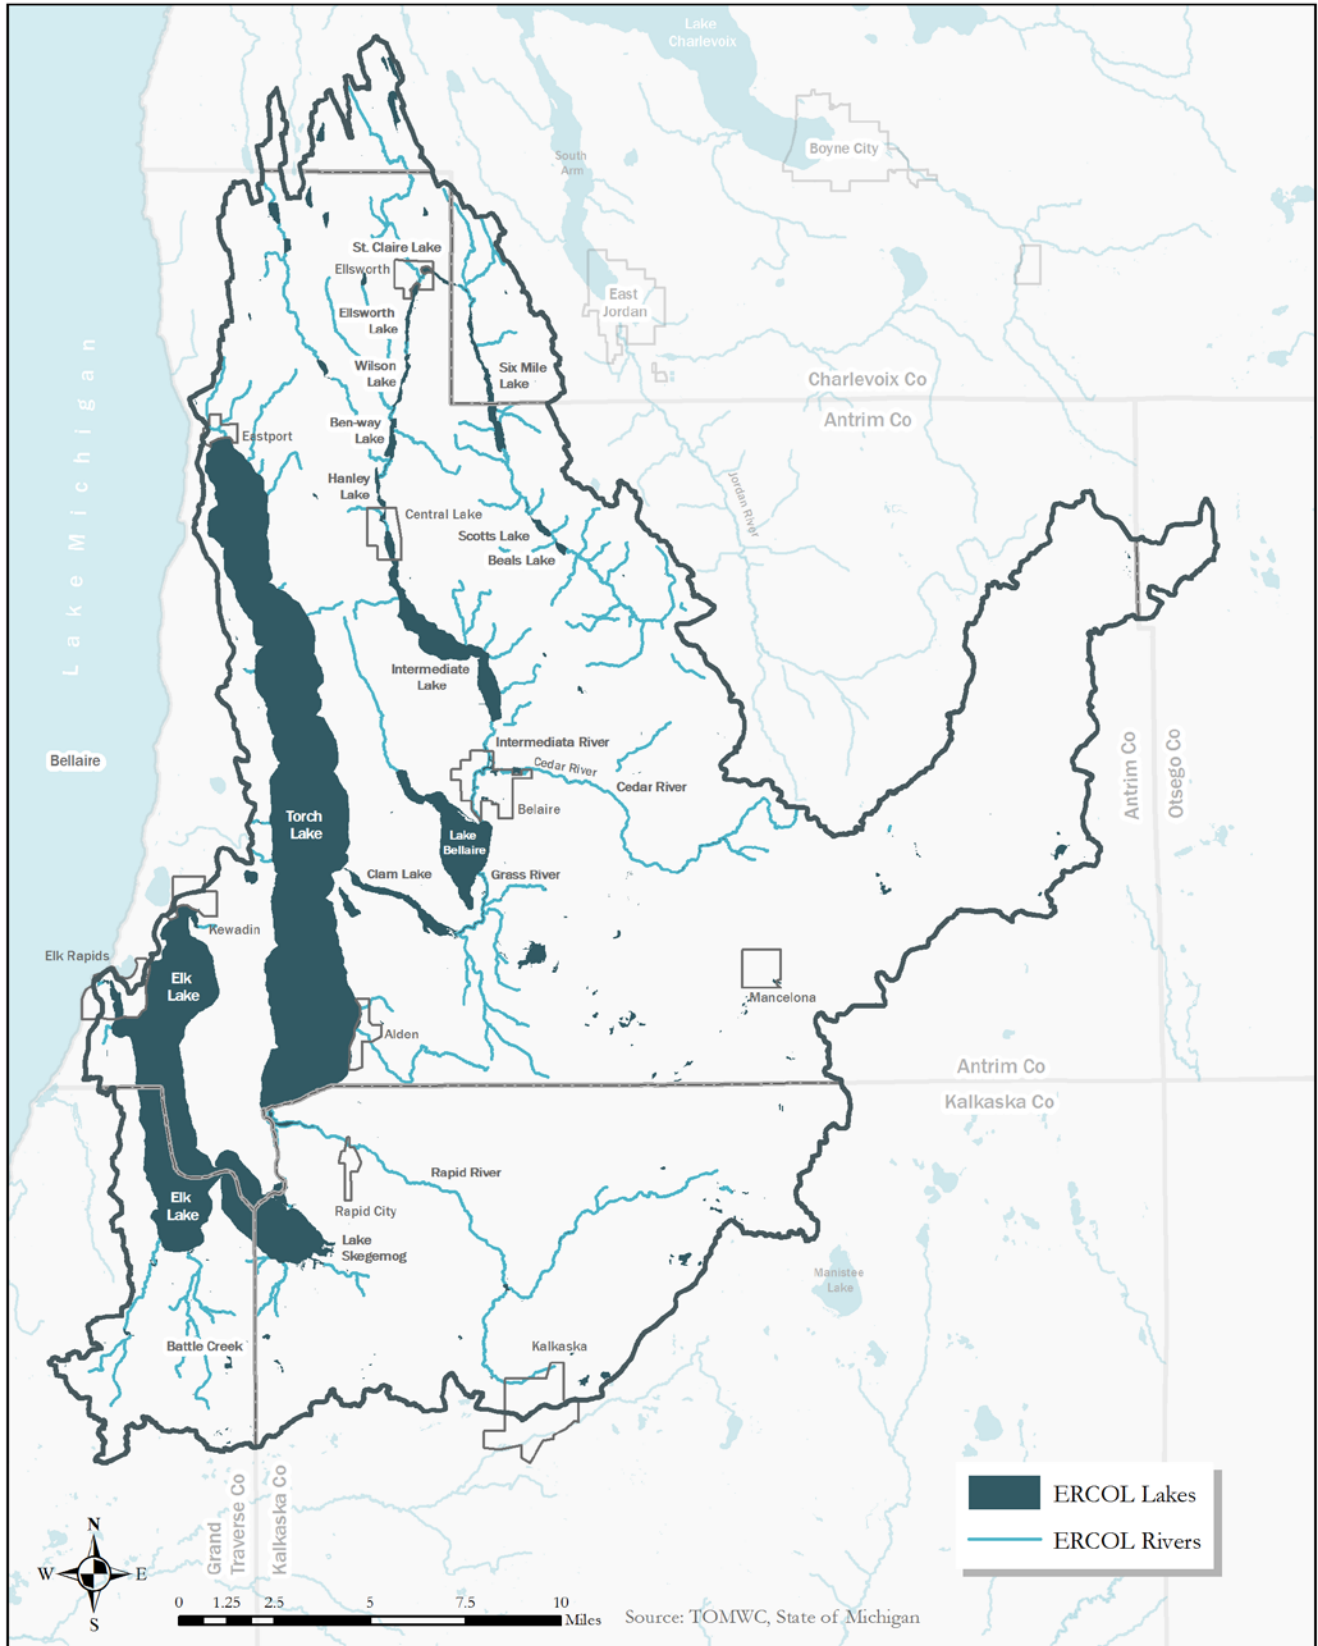 Lake
Charlevoix
Boyne City
South
Arm
St. Claire Lake
Ellsworth
East
Jordan
Ellsworth
Lake
Wilson
Lake
Six Mile
Lake
Charlevoix Co
Antrim Co
Lake Michigan
Ben-way
Lake
Eastport
Hanley
Lake
Jordan River
Central Lake
Scotts Lake
Beals Lake
Intermediate
Lake
Intermediata River
Cedar River
Cedar River
Bellaire
Antrim Co
Otsego Co
Belaire
Torch
Lake
Lake
Bellaire
Clam Lake
Grass River
Kewadin
Elk Rapids
Elk
Lake
Mancelona
Alden
Antrim Co
Kalkaska Co
Rapid River
Elk
Lake
Rapid City
Lake
Skegemog
Manistee
Lake
Battle Creek
Kalkaska
Grand
Traverse Co
Kalkaska Co
ERCOL Lakes
ERCOL Rivers
N
W E
S
0 1.25 2.5 5 7.5 10
Miles
Source: TOMWC, State of Michigan